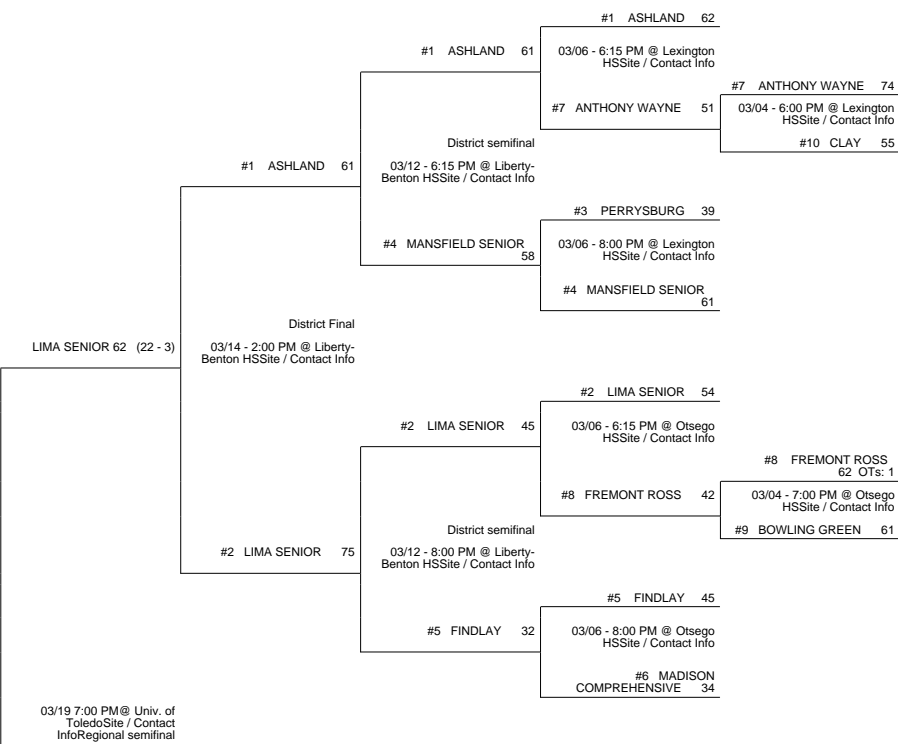 #1 ASHLAND 62
#1 ASHLAND 61
03/06 - 6:15 PM @ Lexington
HSSite / Contact Info
#7 ANTHONY WAYNE 74
#7 ANTHONY WAYNE 51
03/04 - 6:00 PM @ Lexington
HSSite / Contact Info
District semifinal
#10 CLAY 55
#1 ASHLAND 61
03/12 - 6:15 PM @ Liberty-
Benton HSSite / Contact Info
#3 PERRYSBURG 39
#4 MANSFIELD SENIOR
58
03/06 - 8:00 PM @ Lexington
HSSite / Contact Info
#4 MANSFIELD SENIOR
61
District Final
LIMA SENIOR 62 (22 - 3)
03/14 - 2:00 PM @ Liberty-
Benton HSSite / Contact Info
#2 LIMA SENIOR 54
#2 LIMA SENIOR 45
03/06 - 6:15 PM @ Otsego
HSSite / Contact Info
#8 FREMONT ROSS
62 OTs: 1
#8 FREMONT ROSS 42
03/04 - 7:00 PM @ Otsego
HSSite / Contact Info
District semifinal
#9 BOWLING GREEN 61
#2 LIMA SENIOR 75
03/12 - 8:00 PM @ Liberty-
Benton HSSite / Contact Info
#5 FINDLAY 45
#5 FINDLAY 32
03/06 - 8:00 PM @ Otsego
HSSite / Contact Info
#6 MADISON
COMPREHENSIVE 34
03/19 7:00 PM@ Univ. of
ToledoSite / Contact
InfoRegional semifinal